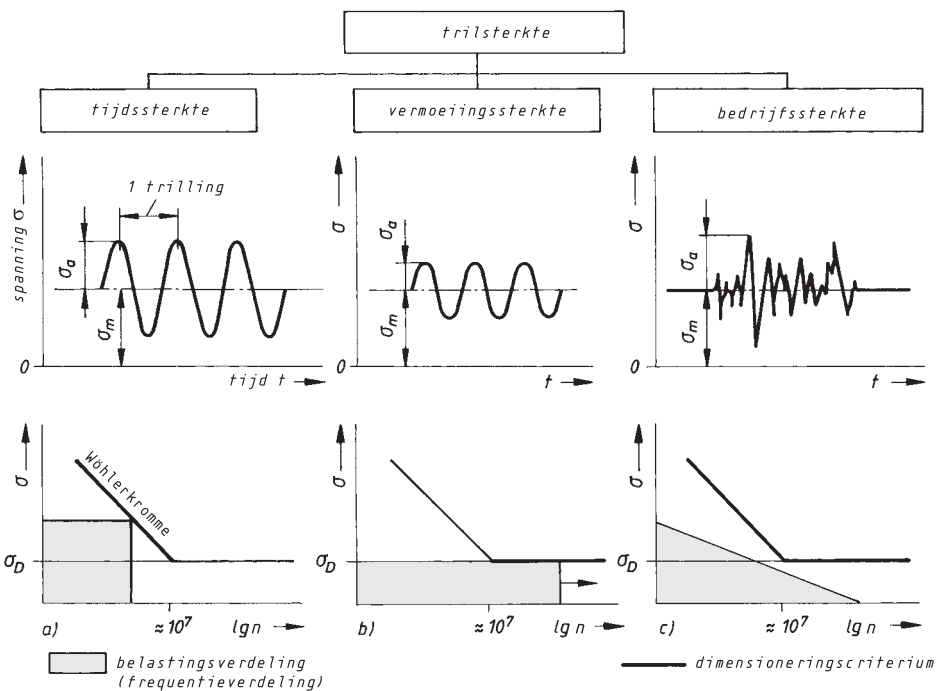 trilsterkte
tijdssterkte
vermoeiingssterkte
bedrijfssterkte
spanning σ
1 trilling
σa
σm
0
tijd t
σ
σa
σm
0
t
σ
σa
σm
0
t
σ
Wöhlerkromme
σD
a)
≈10⁷
lg n
σ
σD
b)
≈10⁷
lg n
σ
σD
c)
≈10⁷
lg n
belastingsverdeling
(frequentieverdeling)
dimensioneringscriterium